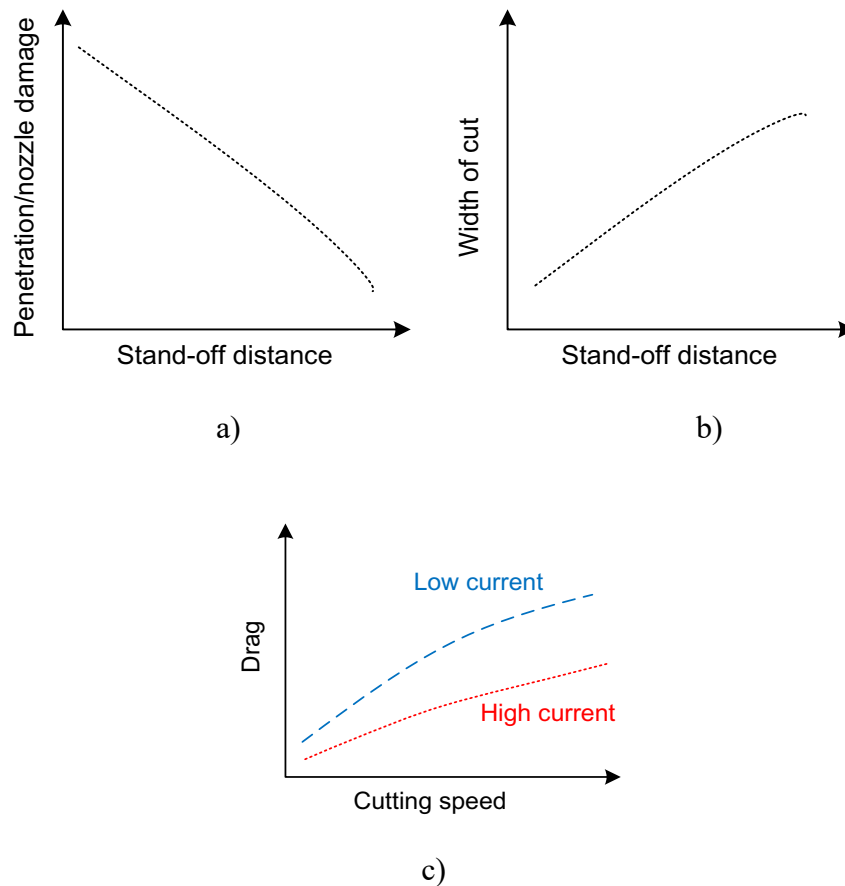 Penetration/nozzle damage
Stand-off distance
a)
Width of cut
Stand-off distance
b)
Drag
Low current
High current
Cutting speed
c)